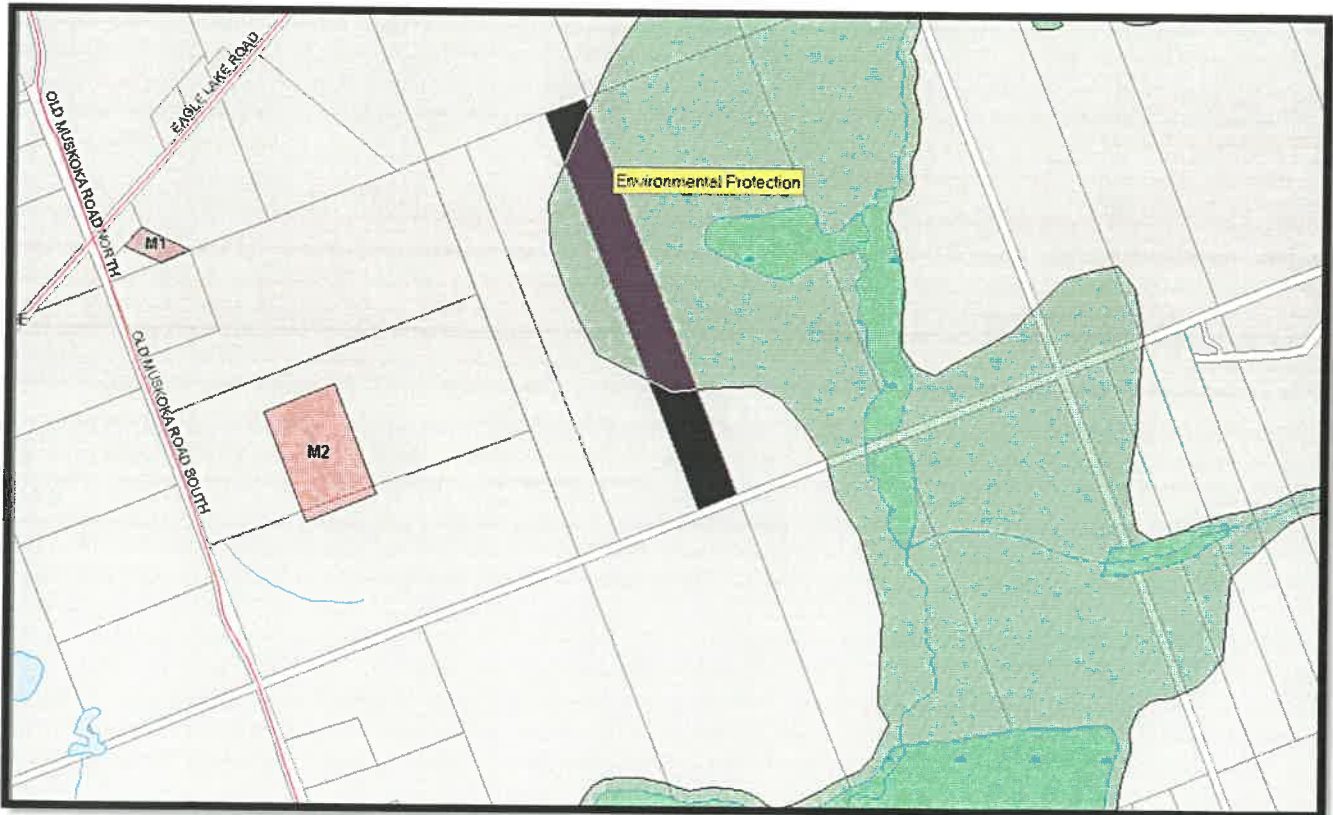 EAGLE LAKE ROAD
OLD MUSKOKA ROAD NORTH
Environmental Protection
M1
E
OLD MUSKOKA ROAD SOUTH
M2